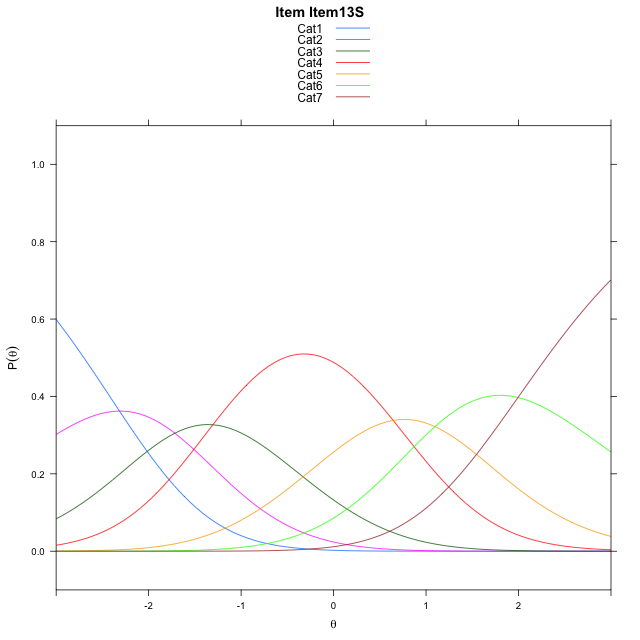 Item Item13S
Cat1
Cat2
Cat3
Cat4
Cat5
Cat6
Cat7
1.0
0.8
0.6
0.4
0.2
0.0
P(θ)
-2 -1 0 1 2
θ